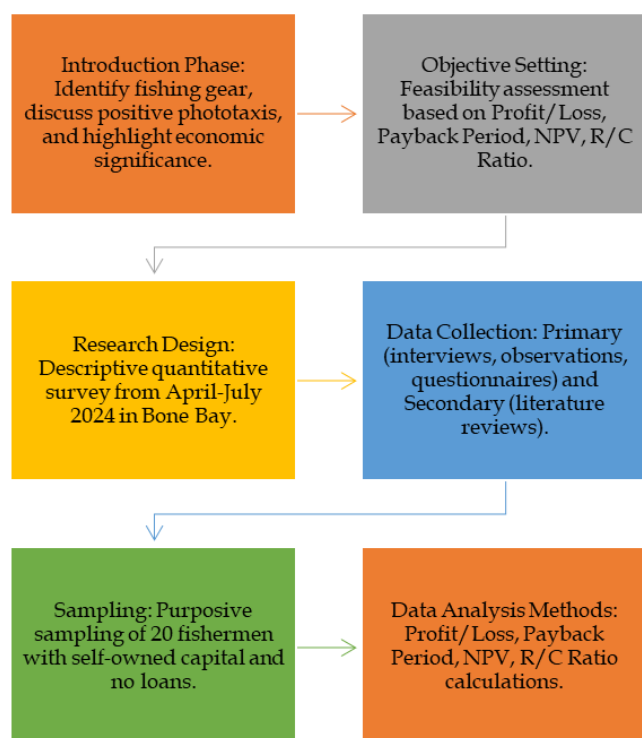 Introduction Phase:
Identify fishing gear,
discuss positive phototaxis,
and highlight economic
significance.
Objective Setting:
Feasibility assessment
based on Profit/Loss,
Payback Period, NPV, R/C
Ratio.
Research Design:
Descriptive quantitative
survey from April-July
2024 in Bone Bay.
Data Collection: Primary
(interviews, observations,
questionnaires) and
Secondary (literature
reviews).
Sampling: Purposive
sampling of 20 fishermen
with self-owned capital and
no loans.
Data Analysis Methods:
Profit/Loss, Payback
Period, NPV, R/C Ratio
calculations.